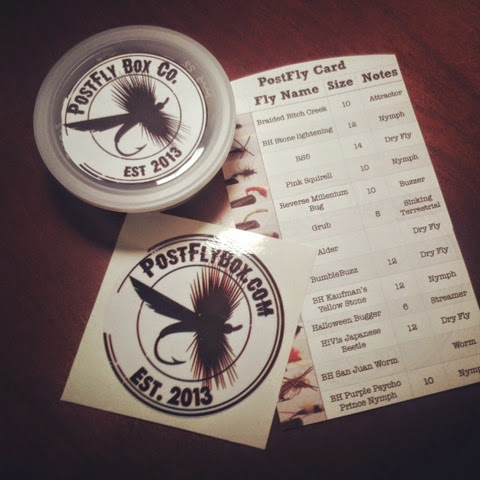 PostFly Box Co.
EST 2013
PostFlyBox.com
EST. 2013
PostFly Card
Fly Name Size Notes
Braided Bitch Creek 10 Attractor
BH Stone lightening 12 Nymph
RS5 14 Dry Fly
Pink Squirell 10 Nymph
Reverse Millenium 10 Buzzer
Bug
Grub Sinking
Terrestrial
Alder Dry Fly
BumbleBuzz 12 Dry Fly
BH Kaufman's 12 Nymph
Yellow Stone
Halloween Bugger 6 Streamer
HiVis Japanese 12 Dry Fly
Beetle
BH San Juan Worm Worm
BH Purple Psycho 10 Nymph
Prince Nymph